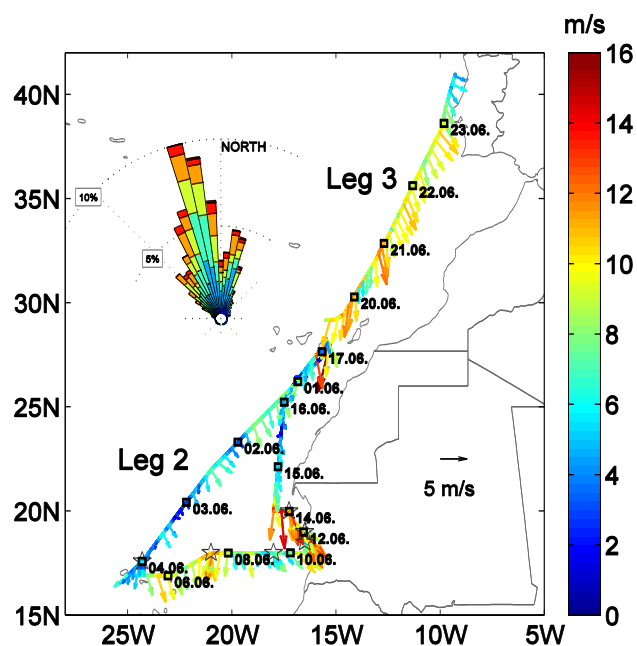 m/s
16
14
12
10
8
6
4
2
0
40N
35N
30N
25N
20N
15N
25W
20W
15W
10W
5W
NORTH
10%
5%
Leg 3
23.06.
22.06.
21.06.
20.06.
17.06.
01.06.
16.06.
02.06.
Leg 2
15.06.
5 m/s
03.06.
14.06.
12.06.
04.06.
08.06.
10.06.
06.06.